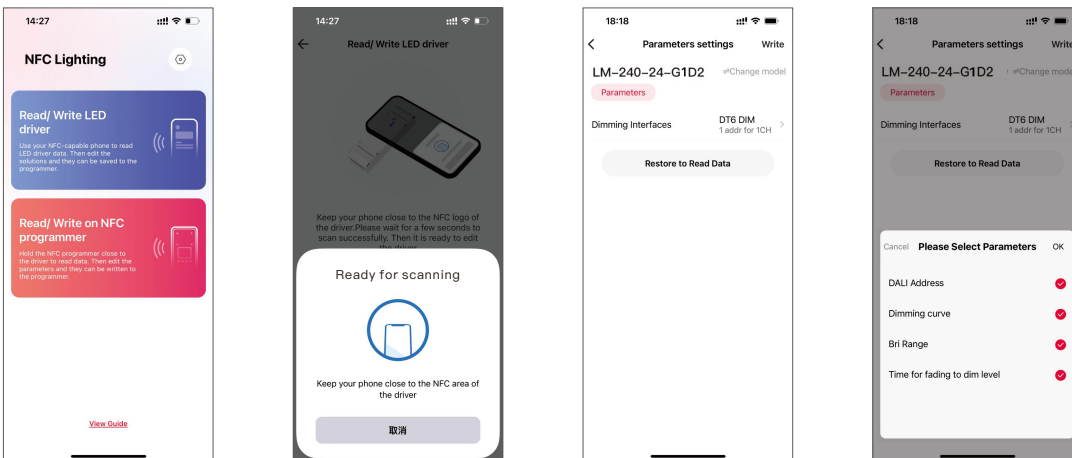 14:27
NFC Lighting
Read/ Write LED
driver
Use your NFC-capable phone to read
LED driver data. Then edit the
solutions and they can be saved to the
programmer.
Read/ Write on NFC
programmer
Hold the NFC programmer close to
the driver to read data. Then edit the
parameters and they can be written to
the programmer.
View Guide
14:27
Read/ Write LED driver
Keep your phone close to the NFC logo of
the driver.Please wait for a few seconds to
scan successfully. Then it is ready to edit
the driver
Ready for scanning
Keep your phone close to the NFC area of
the driver
取消
18:18
Parameters settings Write
LM-240-24-G1D2 ⇌Change model
Parameters
Dimming Interfaces DT6 DIM
1 addr for 1CH
Restore to Read Data
18:18
Parameters settings Write
LM-240-24-G1D2 ⇌Change mode
Parameters
Dimming Interfaces DT6 DIM
1 addr for 1CH
Restore to Read Data
Cancel Please Select Parameters OK
DALI Address
Dimming curve
Bri Range
Time for fading to dim level